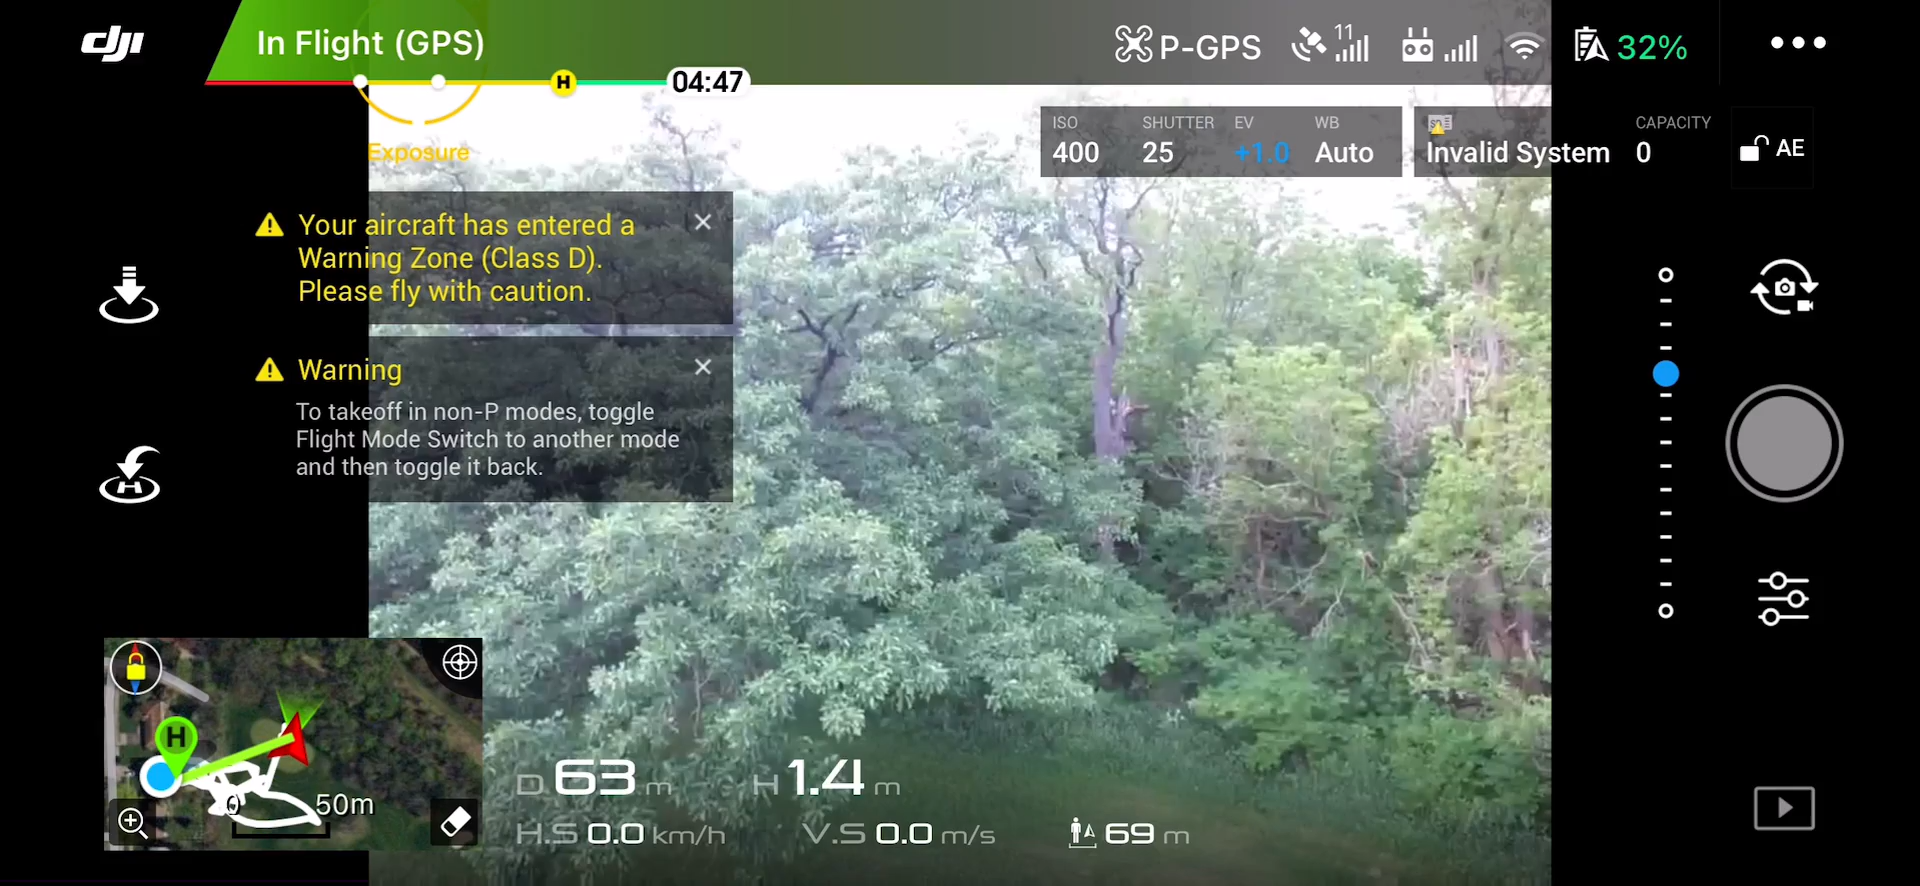 dji
In Flight (GPS)
P-GPS
11
32%
H
04:47
Exposure
ISO
SHUTTER
EV
WB
CAPACITY
400
25
+1.0
Auto
Invalid System
0
AE
Your aircraft has entered a
Warning Zone (Class D).
Please fly with caution.
Warning
To takeoff in non-P modes, toggle
Flight Mode Switch to another mode
and then toggle it back.
H
0
50m
D 63 m
H 1.4 m
H.S 0.0 km/h
V.S 0.0 m/s
69 m